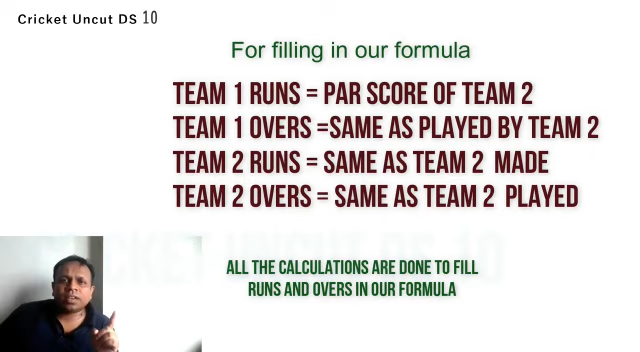 Cricket Uncut DS 10
For filling in our formula
TEAM 1 RUNS = PAR SCORE OF TEAM 2
TEAM 1 OVERS =SAME AS PLAYED BY TEAM 2
TEAM 2 RUNS = SAME AS TEAM 2 MADE
TEAM 2 OVERS = SAME AS TEAM 2 PLAYED
ALL THE CALCULATIONS ARE DONE TO FILL
RUNS AND OVERS IN OUR FORMULA